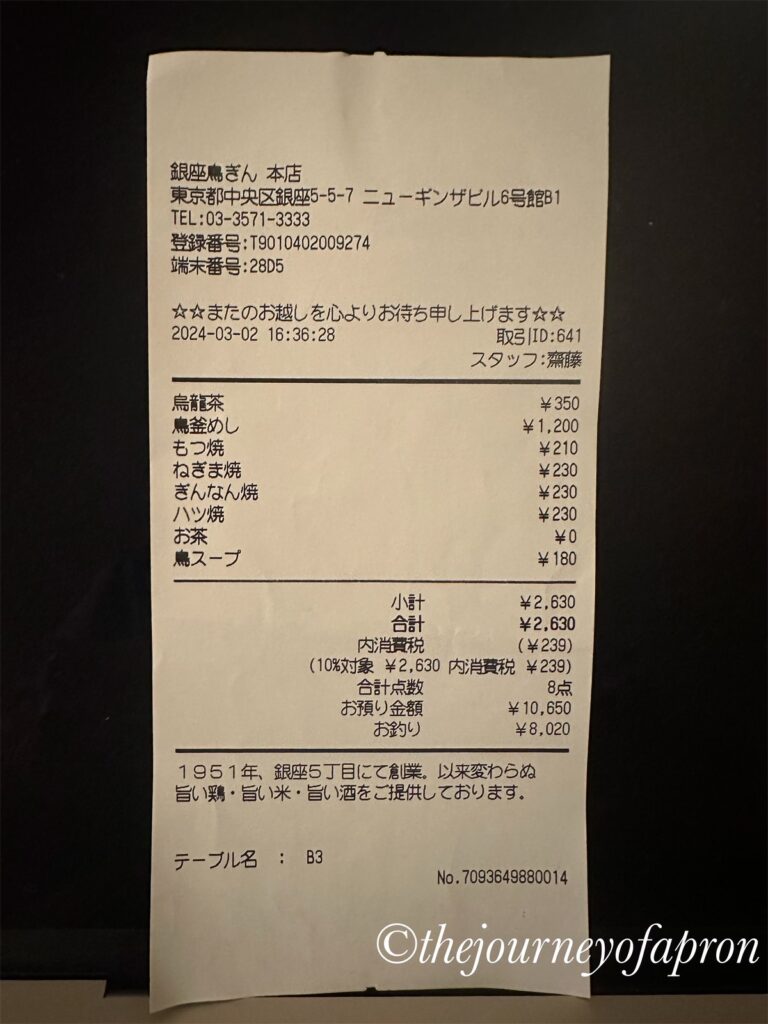 銀座鳥ぎん 本店
東京都中央区銀座5-5-7 ニューギンザビル6号館B1
TEL:03-3571-3333
登録番号:T9010402009274
端末番号:28D5
☆☆またのお越しを心よりお待ち申し上げます☆☆
2024-03-02 16:36:28 取引ID:641
スタッフ:齋藤
烏龍茶 ¥350
鳥釜めし ¥1,200
もつ焼 ¥210
ねぎま焼 ¥230
ぎんなん焼 ¥230
ハツ焼 ¥230
お茶 ¥0
鳥スープ ¥180
小計 ¥2,630
合計 ¥2,630
内消費税 (¥239)
(10%対象 ¥2,630 内消費税 ¥239)
合計点数 8点
お預り金額 ¥10,650
お釣り ¥8,020
1951年、銀座5丁目にて創業。以来変わらぬ
旨い鶏・旨い米・旨い酒をご提供しております。
テーブル名 : B3
No.7093649880014
©thejourneyofapron